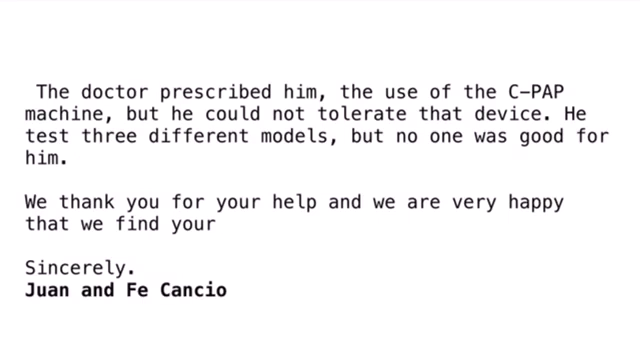 The doctor prescribed him, the use of the C-PAP
machine, but he could not tolerate that device. He
test three different models, but no one was good for
him.
We thank you for your help and we are very happy
that we find your
Sincerely.
Juan and Fe Cancio